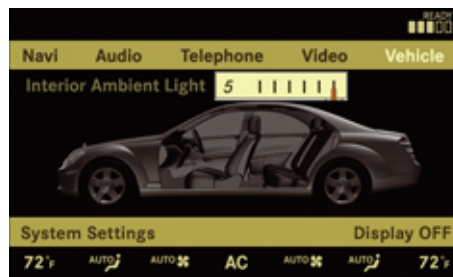 READY
Navi Audio Telephone Video Vehicle
Interior Ambient Light 5
System Settings Display OFF
72°F AUTO AUTO AC AUTO AUTO 72°F